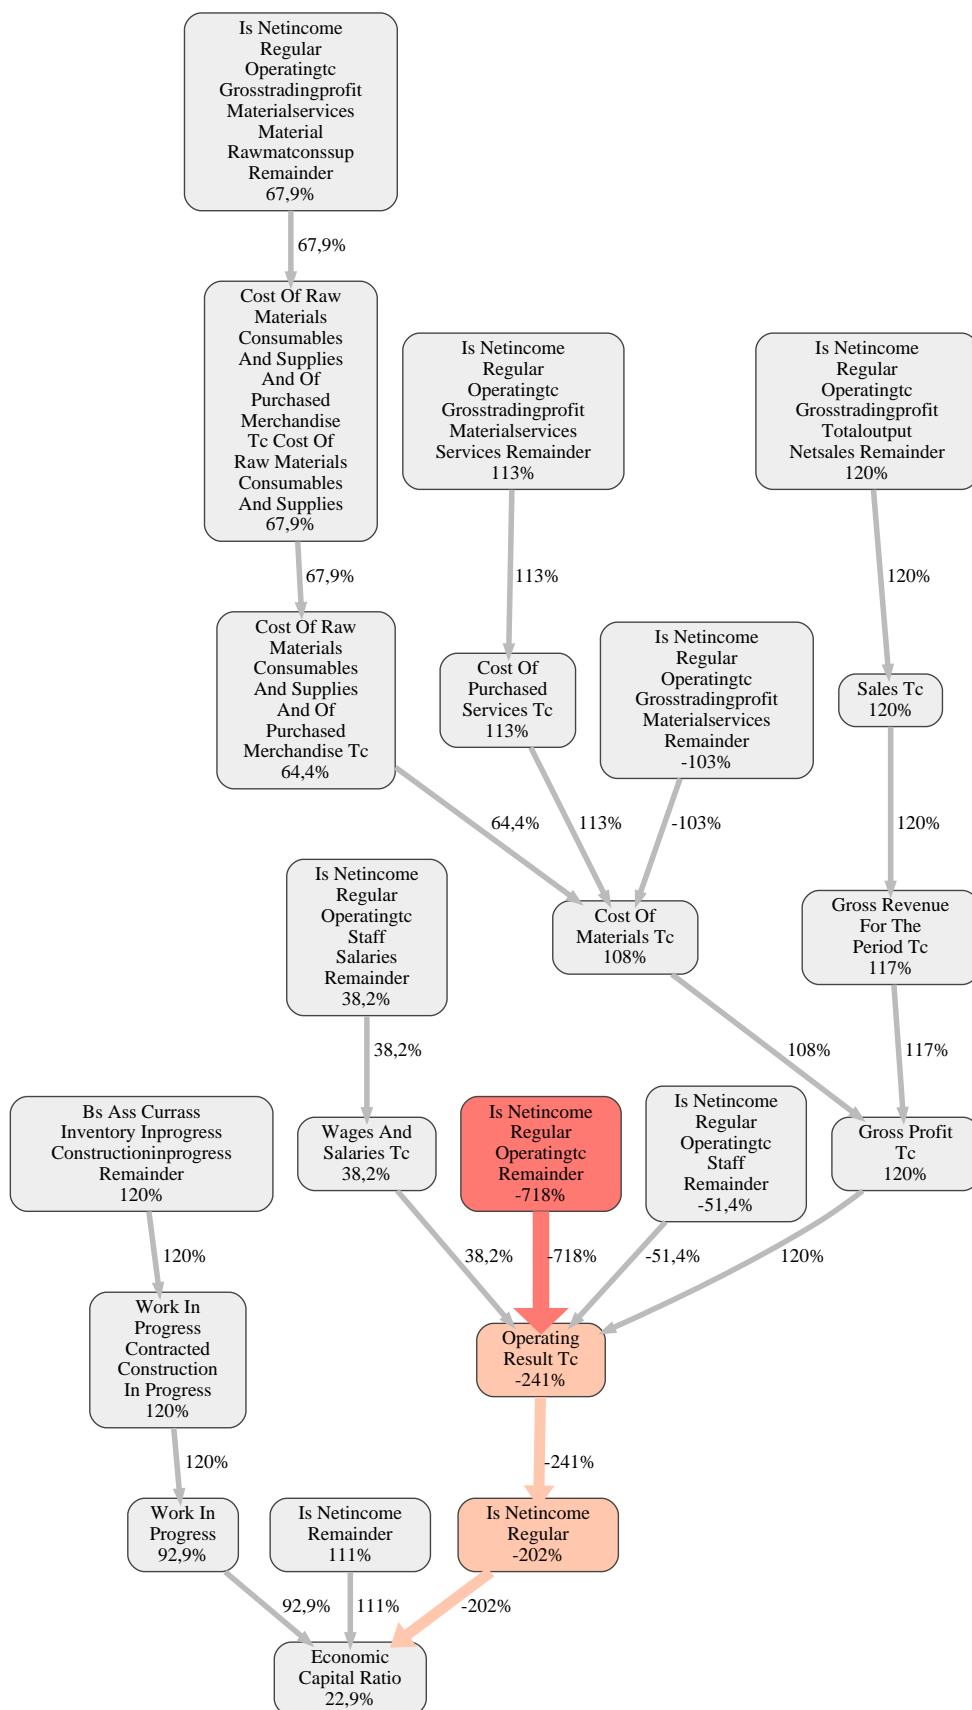 Is Netincome
Regular
Operatingtc
Grosstradingprofit
Materialservices
Material
Rawmatconssup
Remainder
67,9%
67,9%
Cost Of Raw
Materials
Consumables
And Supplies
And Of
Purchased
Merchandise
Tc Cost Of
Raw Materials
Consumables
And Supplies
67,9%
Is Netincome
Regular
Operatingtc
Grosstradingprofit
Materialservices
Services Remainder
113%
Is Netincome
Regular
Operatingtc
Grosstradingprofit
Totaloutput
Netsales Remainder
120%
67,9%
113%
120%
Cost Of Raw
Materials
Consumables
And Supplies
And Of
Purchased
Merchandise Tc
64,4%
Cost Of
Purchased
Services Tc
113%
Is Netincome
Regular
Operatingtc
Grosstradingprofit
Materialservices
Remainder
-103%
Sales Tc
120%
64,4%
113%
-103%
120%
Is Netincome
Regular
Operatingtc
Staff
Salaries
Remainder
38,2%
Cost Of
Materials Tc
108%
Gross Revenue
For The
Period Tc
117%
38,2%
108%
117%
Bs Ass Currass
Inventory Inprogress
Constructioninprogress
Remainder
120%
Wages And
Salaries Tc
38,2%
Is Netincome
Regular
Operatingtc
Remainder
-718%
Is Netincome
Regular
Operatingtc
Staff
Remainder
-51,4%
Gross Profit
Tc
120%
120%
38,2%
-718%
-51,4%
120%
Work In
Progress
Contracted
Construction
In Progress
120%
Operating
Result Tc
-241%
120%
-241%
Work In
Progress
92,9%
Is Netincome
Remainder
111%
Is Netincome
Regular
-202%
92,9%
111%
-202%
Economic
Capital Ratio
22,9%